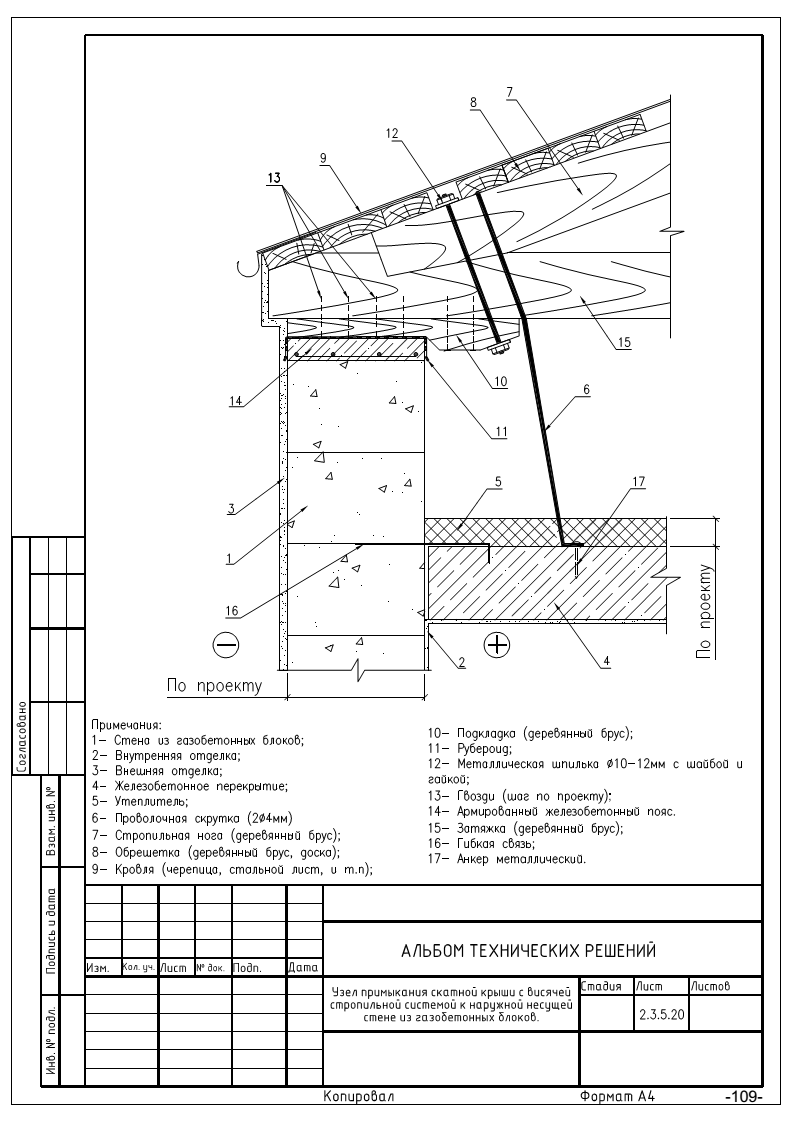 7
8
12
9
13
15
10
14
6
11
5
17
3
1
16
2
4
По проекту
По проекту
Примечания:
1– Стена из газобетонных блоков;
2– Внутренняя отделка;
3– Внешняя отделка;
4– Железобетонное перекрытие;
5– Утеплитель;
6– Проволочная скрутка (2ø4мм)
7– Стропильная нога (деревянный брус);
8– Обрешетка (деревянный брус, доска);
9– Кровля (черепица, стальной лист, и т.п);
10– Подкладка (деревянный брус);
11– Рубероид;
12– Металлическая шпилька ø10–12мм с шайбой и
гайкой;
13– Гвозди (шаг по проекту);
14– Армированный железобетонный пояс.
15– Затяжка (деревянный брус);
16– Гибкая связь;
17– Анкер металлический.
Согласовано
Взам. инв. №
Подпись и дата
Инв. № подл.
Изм. Кол. уч. Лист № док. Подп. Дата
АЛЬБОМ ТЕХНИЧЕСКИХ РЕШЕНИЙ
Узел примыкания скатной крыши с висячей
стропильной системой к наружной несущей
стене из газобетонных блоков.
Стадия Лист Листов
2.3.5.20
Копировал Формат А4 -109-